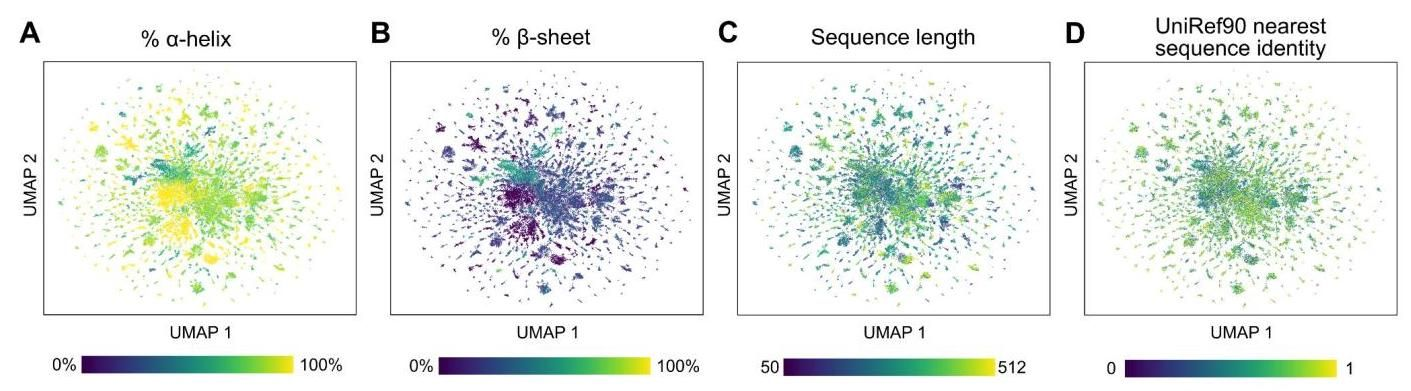 A
% α-helix
UMAP 2
UMAP 1
0%
100%
B
% β-sheet
UMAP 2
UMAP 1
0%
100%
C
Sequence length
UMAP 2
UMAP 1
50
512
D
UniRef90 nearest
sequence identity
UMAP 2
UMAP 1
0
1